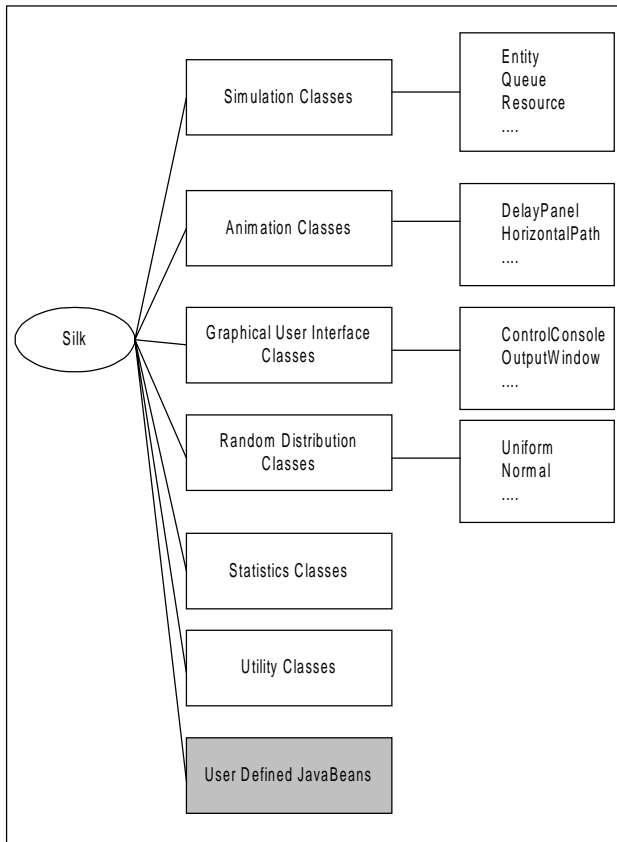 Silk
Simulation Classes
Entity
Queue
Resource
....
Animation Classes
DelayPanel
HorizontalPath
....
Graphical User Interface
Classes
ControlConsole
OutputWindow
....
Random Distribution
Classes
Uniform
Normal
....
Statistics Classes
Utility Classes
User Defined JavaBeans